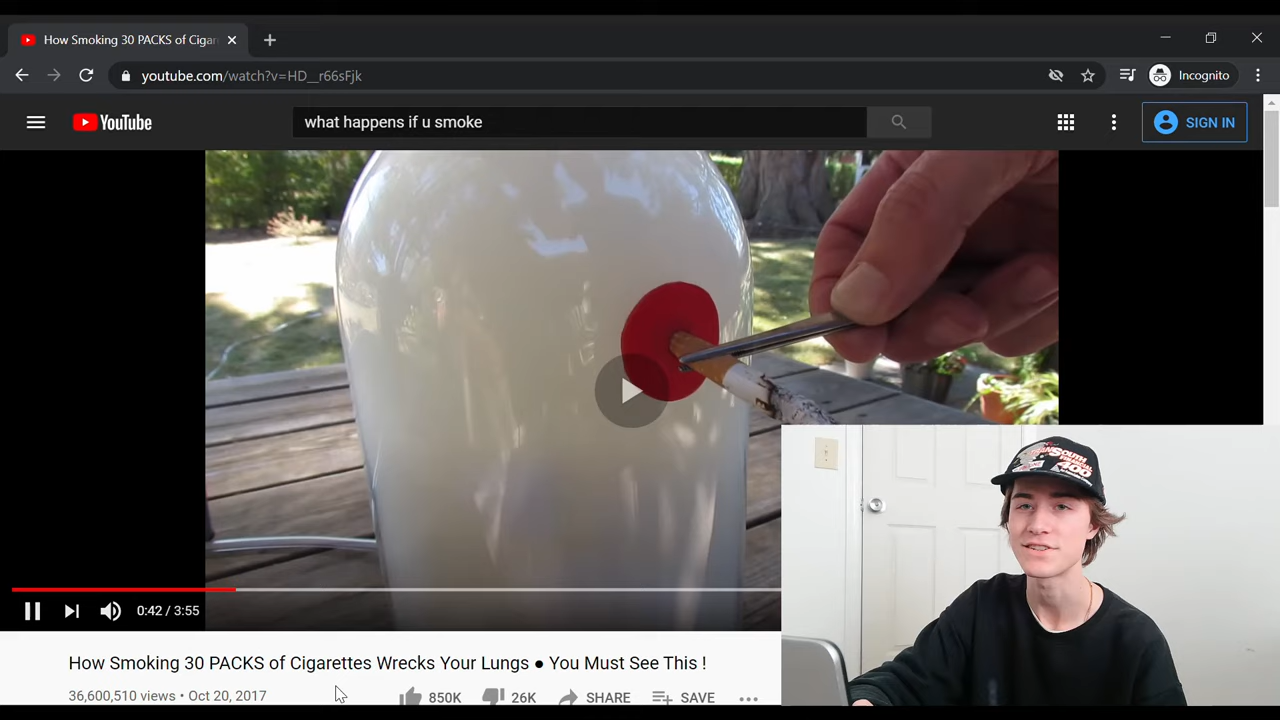 How Smoking 30 PACKS of Cigar
youtube.com/watch?v=HD__r66sFjk
Incognito
YouTube
what happens if u smoke
SIGN IN
0:42 / 3:55
How Smoking 30 PACKS of Cigarettes Wrecks Your Lungs ● You Must See This !
36,600,510 views • Oct 20, 2017
850K
26K
SHARE
SAVE
400